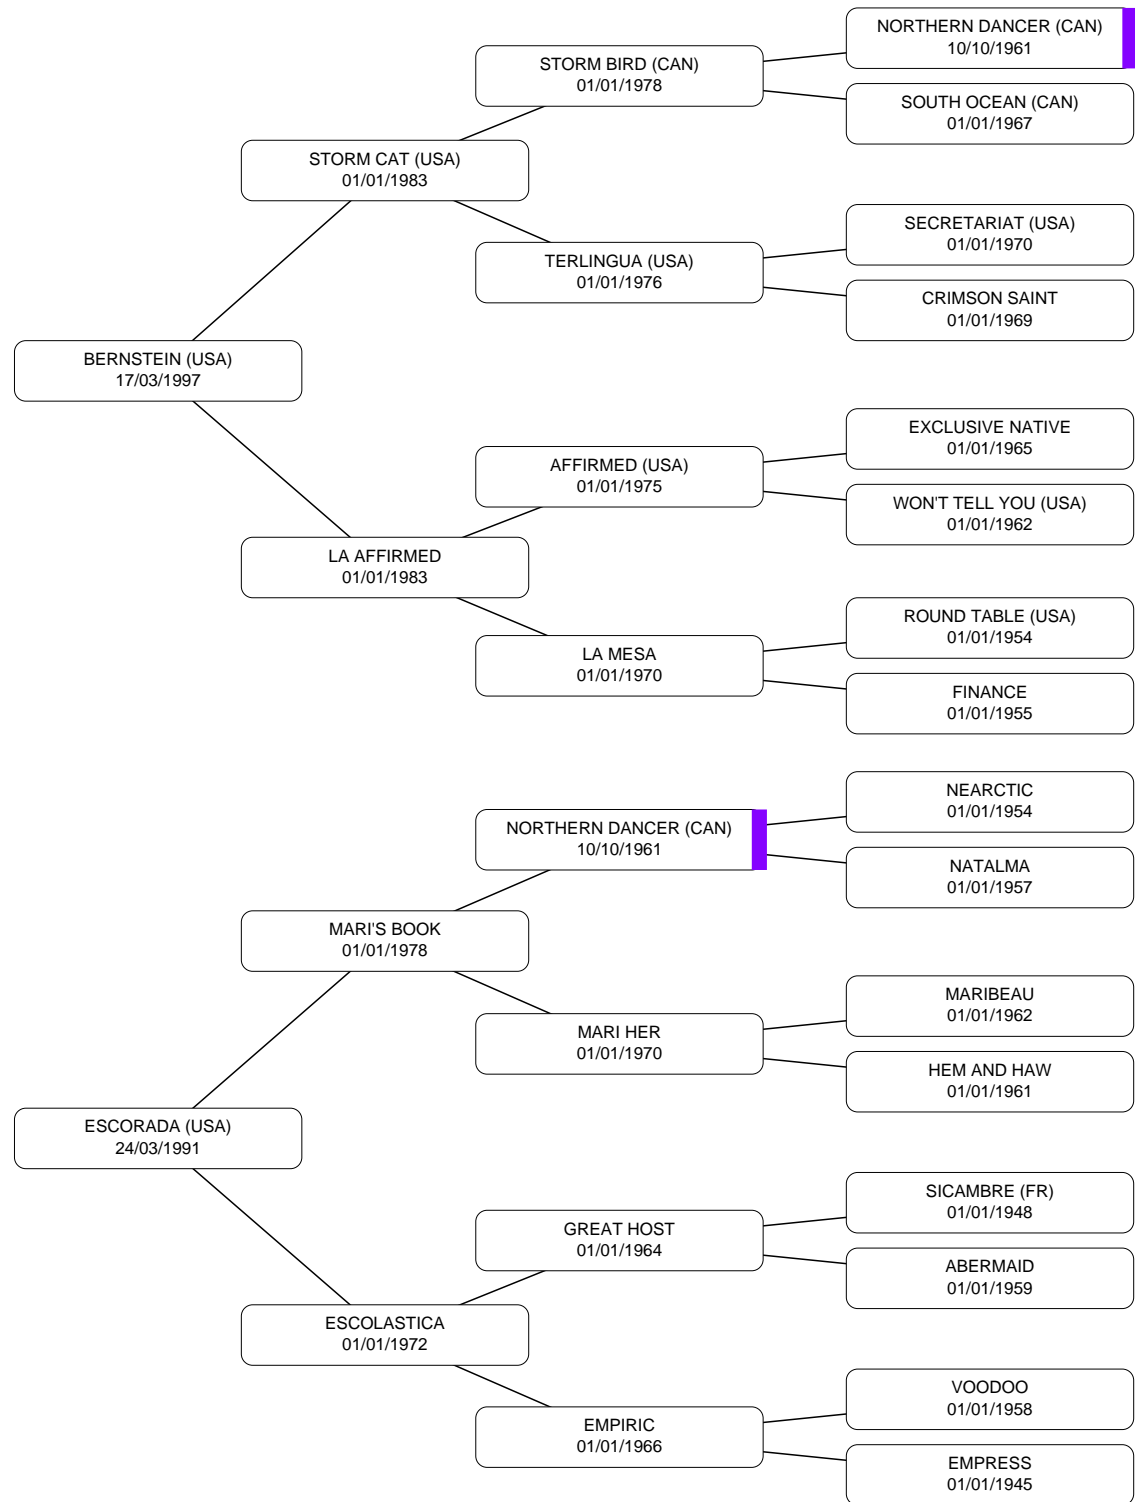 NORTHERN DANCER (CAN)
10/10/1961
STORM BIRD (CAN)
01/01/1978
SOUTH OCEAN (CAN)
01/01/1967
STORM CAT (USA)
01/01/1983
SECRETARIAT (USA)
01/01/1970
TERLINGUA (USA)
01/01/1976
CRIMSON SAINT
01/01/1969
BERNSTEIN (USA)
17/03/1997
EXCLUSIVE NATIVE
01/01/1965
AFFIRMED (USA)
01/01/1975
WON'T TELL YOU (USA)
01/01/1962
LA AFFIRMED
01/01/1983
ROUND TABLE (USA)
01/01/1954
LA MESA
01/01/1970
FINANCE
01/01/1955
NEARCTIC
01/01/1954
NORTHERN DANCER (CAN)
10/10/1961
NATALMA
01/01/1957
MARI'S BOOK
01/01/1978
MARIBEAU
01/01/1962
MARI HER
01/01/1970
HEM AND HAW
01/01/1961
ESCORADA (USA)
24/03/1991
SICAMBRE (FR)
01/01/1948
GREAT HOST
01/01/1964
ABERMAID
01/01/1959
ESCOLASTICA
01/01/1972
VOODOO
01/01/1958
EMPIRIC
01/01/1966
EMPRESS
01/01/1945